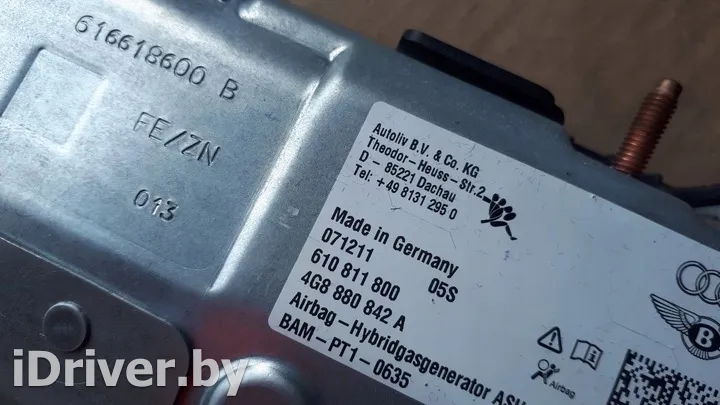 616618600 B
FE/ZN
013
Autoliv B.V. & Co. KG
Theodor-Heuss-Str.2
D - 85221 Dachau
Tel: +49 8131 295 0
Made in Germany
071211 05S
610 811 800
4G8 880 842 A
Airbag-Hybridgasgenerator
BAM-PT1-0635
Airbag
B
iDriver.by